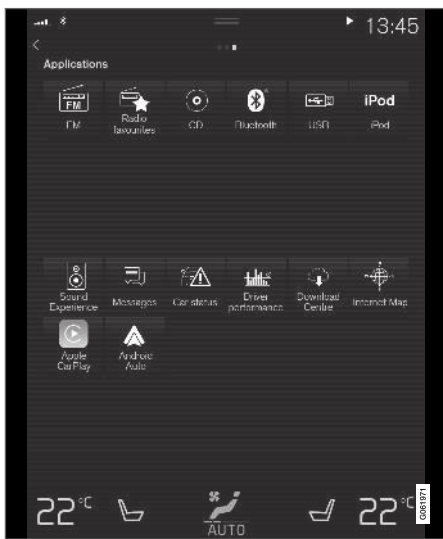 13:45
Applications
FM
iPod
FM
Radio
favourites
CD
Bluetooth
USB
iPod
Sound
Experience
Messages
Car status
Driver
performance
Download
Centre
Internet Map
Apple
CarPlay
Android
Auto
22°C
22°C
AUTO
G061971